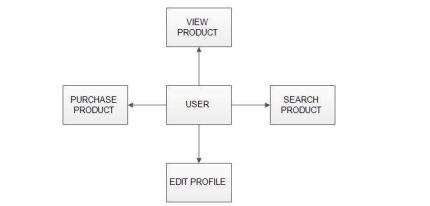 VIEW
PRODUCT
PURCHASE
PRODUCT
USER
SEARCH
PRODUCT
EDIT PROFILE